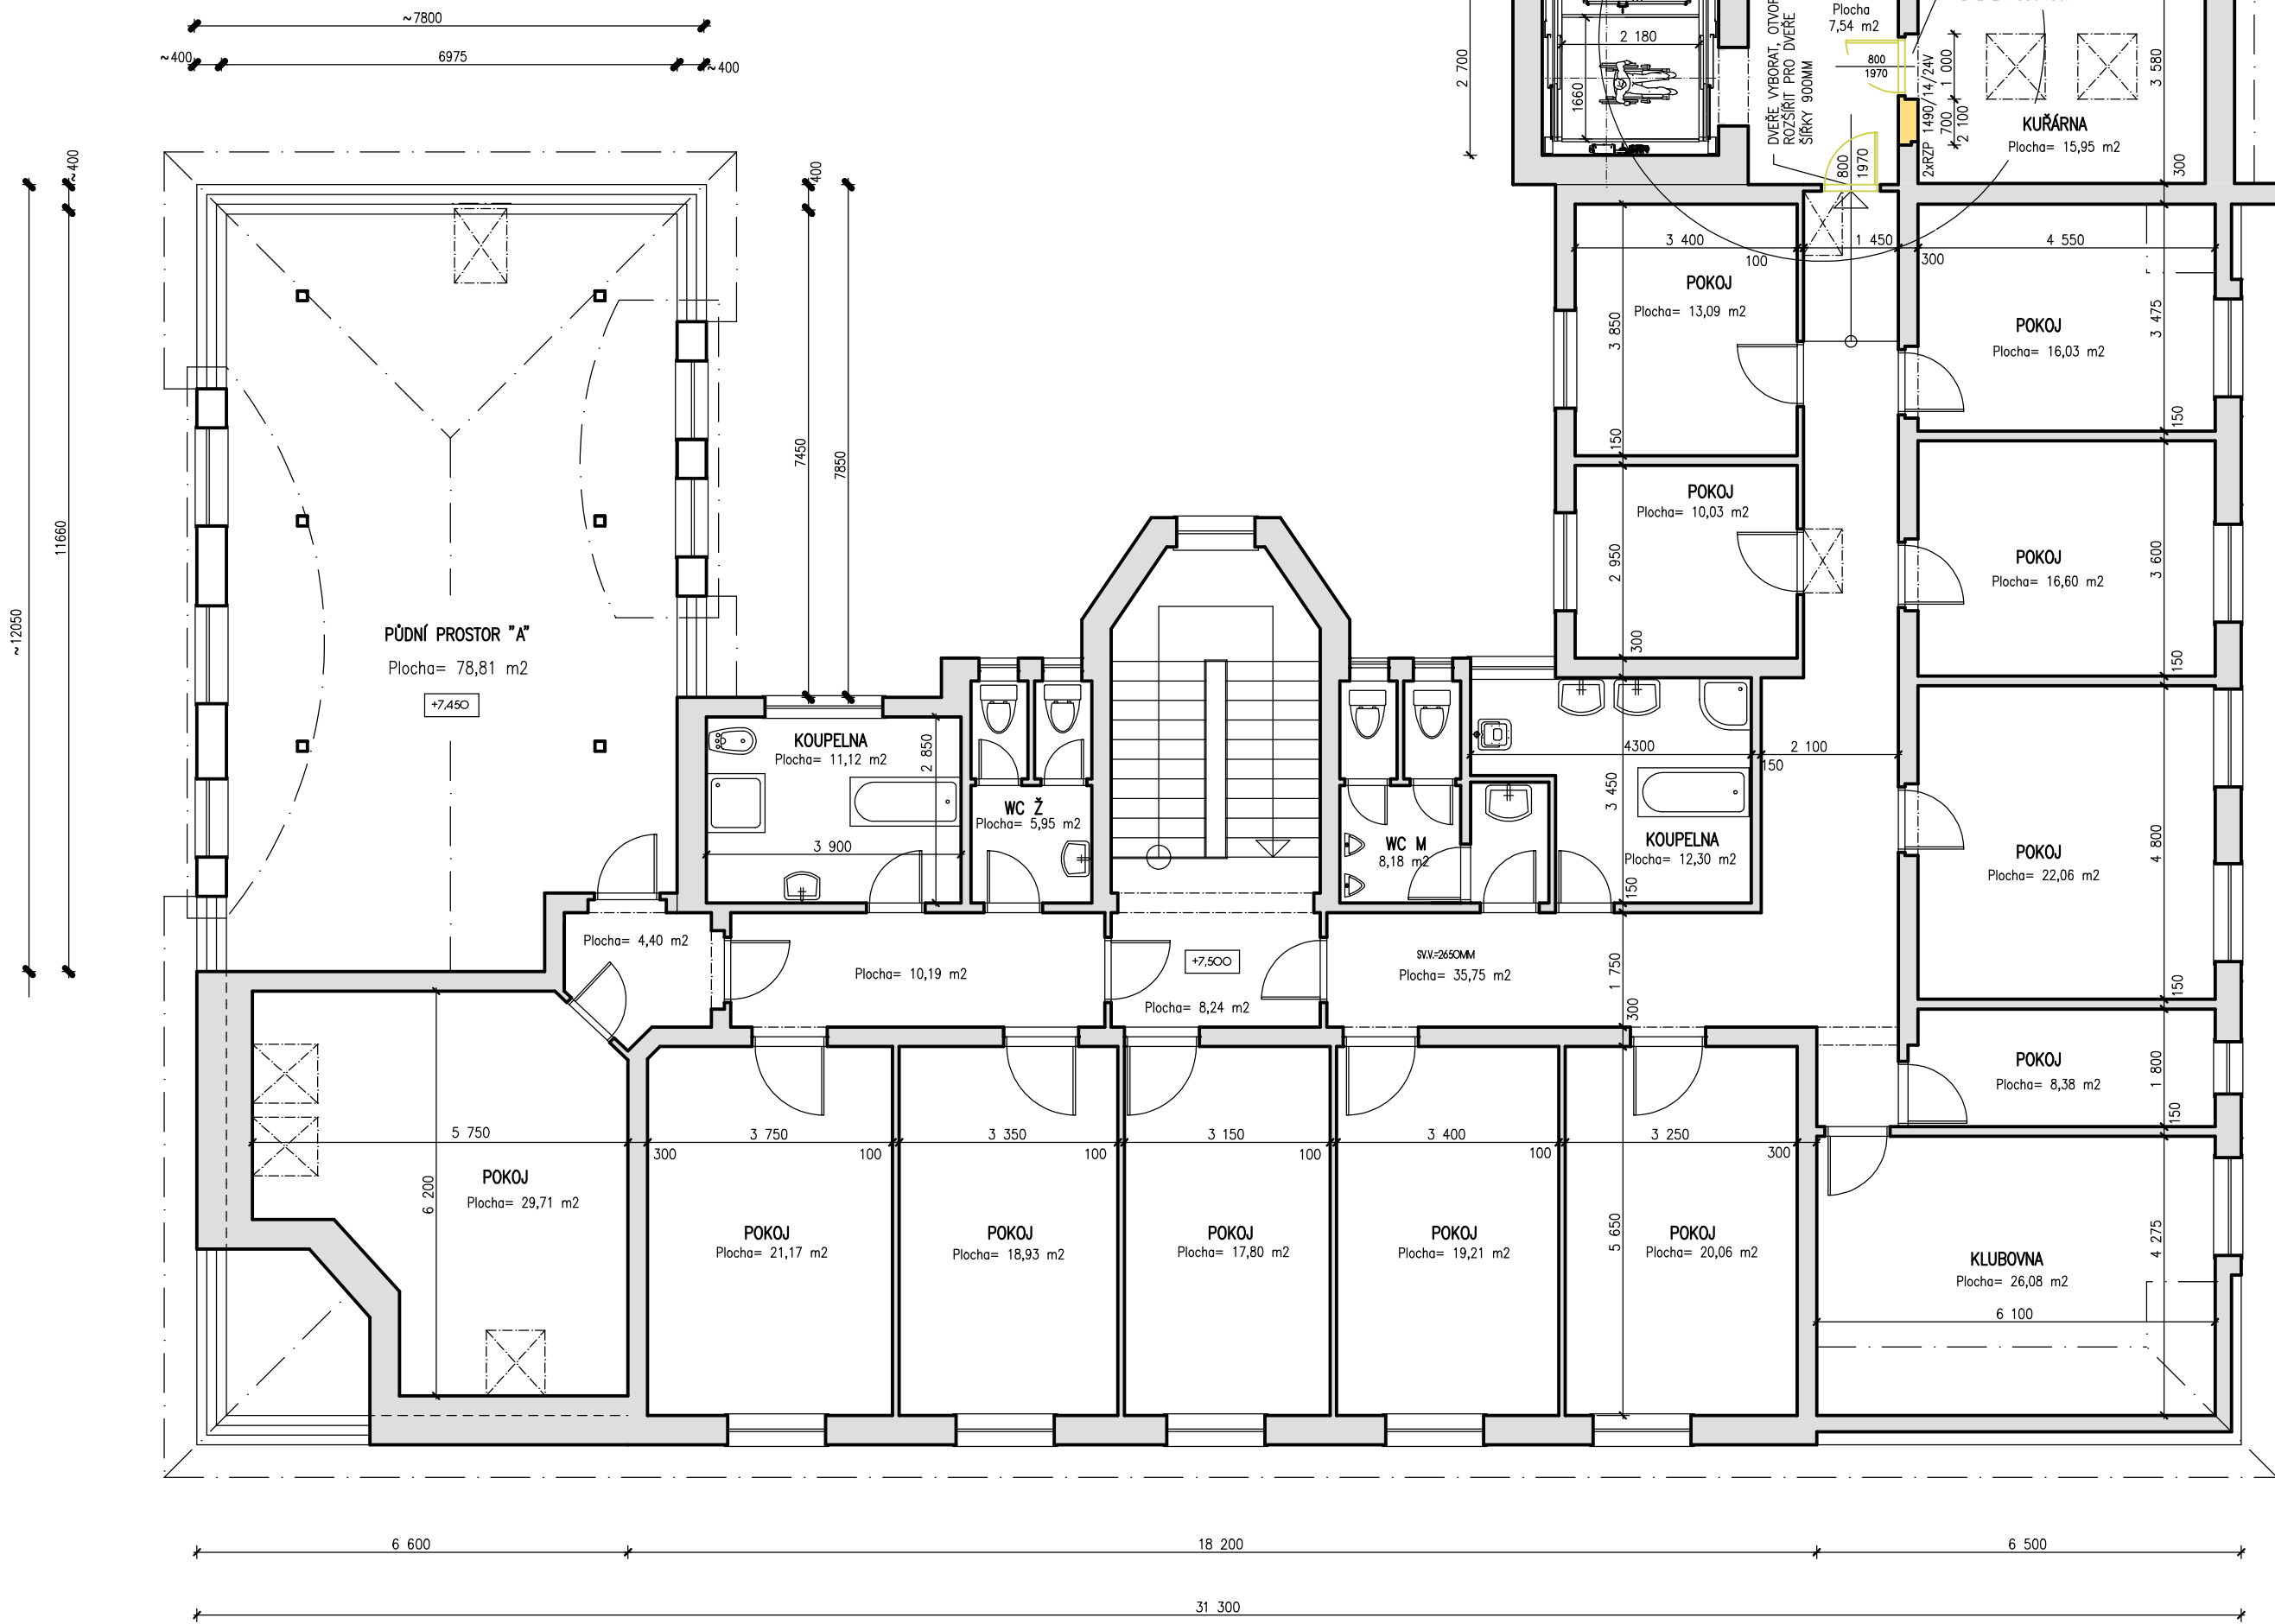 ~7800
~400
6975
~400
2 180
2 700
1660
DVEŘE VYBORAT, OTVOR
ROZŠÍŘIT PRO DVEŘE
ŠÍŘKY 900MM
Plocha
7,54 m2
800
1970
800
1970
2xRZP 1490/14/24V
1 000
700
2 100
3 580
300
KUŘÁRNA
Plocha= 15,95 m2
~400
11660
~12050
400
7450
7850
3 400
100
1 450
300
4 550
POKOJ
Plocha= 13,09 m2
3 850
150
POKOJ
Plocha= 16,03 m2
3 475
150
POKOJ
Plocha= 10,03 m2
2 950
300
POKOJ
Plocha= 16,60 m2
3 600
150
PŮDNÍ PROSTOR "A"
Plocha= 78,81 m2
+7,450
KOUPELNA
Plocha= 11,12 m2
2 850
3 900
WC Ž
Plocha= 5,95 m2
WC M
8,18 m2
4300
150
2 100
3 450
KOUPELNA
Plocha= 12,30 m2
150
POKOJ
Plocha= 22,06 m2
4 800
150
Plocha= 4,40 m2
Plocha= 10,19 m2
+7,500
Plocha= 8,24 m2
SV.V.=2650MM
Plocha= 35,75 m2
1 750
300
POKOJ
Plocha= 8,38 m2
1 800
150
5 750
6 200
POKOJ
Plocha= 29,71 m2
300
3 750
100
3 350
100
3 150
100
3 400
100
3 250
300
POKOJ
Plocha= 21,17 m2
POKOJ
Plocha= 18,93 m2
POKOJ
Plocha= 17,80 m2
POKOJ
Plocha= 19,21 m2
5 650
POKOJ
Plocha= 20,06 m2
KLUBOVNA
Plocha= 26,08 m2
4 275
6 100
6 600
18 200
6 500
31 300